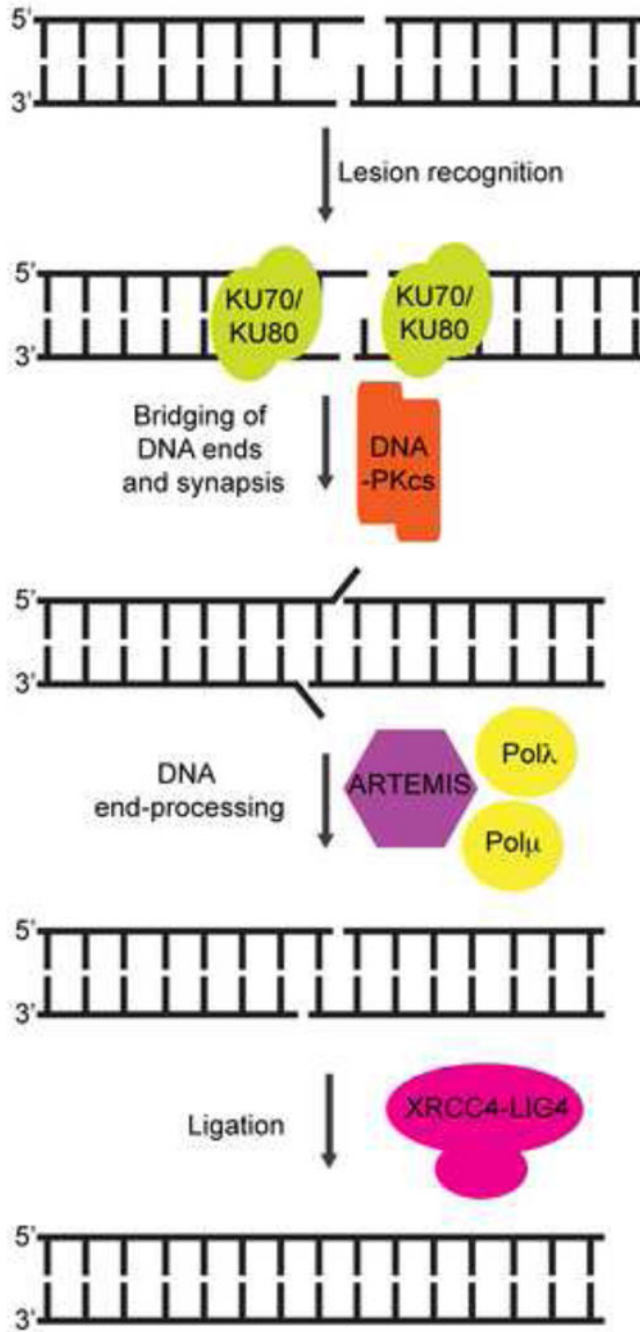 5'
3'
Lesion recognition
5'
KU70/
KU80
KU70/
KU80
3'
Bridging of
DNA ends
and synapsis
DNA
-PKcs
5'
3'
DNA
end-processing
ARTEMIS
Polλ
Polμ
5'
3'
Ligation
XRCC4-LIG4
5'
3'